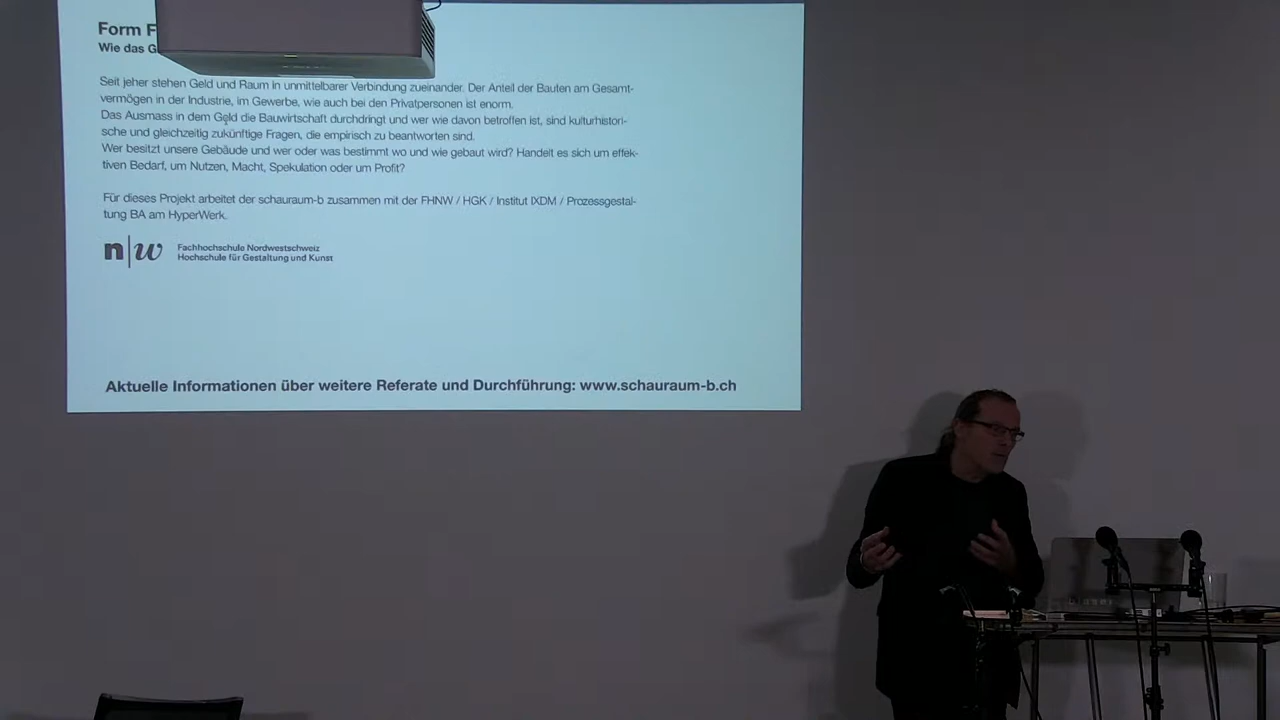 Form F
Wie das G
Seit jeher stehen Geld und Raum in unmittelbarer Verbindung zueinander. Der Anteil der Bauten am Gesamt-
vermögen in der Industrie, im Gewerbe, wie auch bei den Privatpersonen ist enorm.
Das Ausmass in dem Geld die Bauwirtschaft durchdringt und wer wie davon betroffen ist, sind kulturhistori-
sche und gleichzeitig zukünftige Fragen, die empirisch zu beantworten sind.
Wer besitzt unsere Gebäude und wer oder was bestimmt wo und wie gebaut wird? Handelt es sich um effek-
tiven Bedarf, um Nutzen, Macht, Spekulation oder um Profit?
Für dieses Projekt arbeitet der schauraum-b zusammen mit der FHNW / HGK / Institut IXDM / Prozessgestal-
tung BA am HyperWerk.
n|w
Fachhochschule Nordwestschweiz
Hochschule für Gestaltung und Kunst
Aktuelle Informationen über weitere Referate und Durchführung: www.schauraum-b.ch